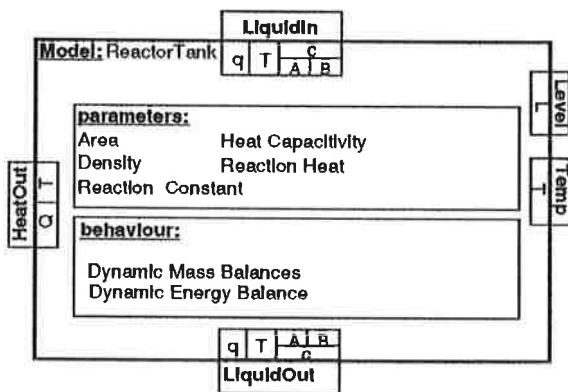 LiquidIn
Model: ReactorTank
q T C
A B
Level
L
parameters:
Area Heat Capacitivity
Density Reaction Heat
Reaction Constant
HeatOut
T
Q
Temp
T
behaviour:
Dynamic Mass Balances
Dynamic Energy Balance
q T A B
C
LiquidOut